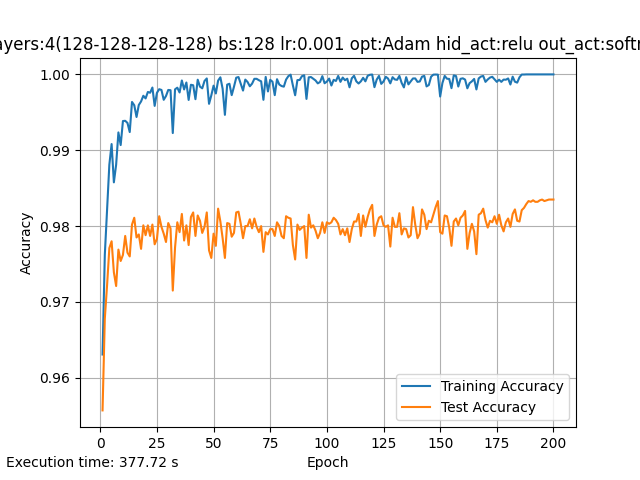 ayers:4(128-128-128-128) bs:128 lr:0.001 opt:Adam hid_act:relu out_act:softm
1.00
0.99
0.98
0.97
0.96
Accuracy
Training Accuracy
Test Accuracy
0 25 50 75 100 125 150 175 200
Execution time: 377.72 s
Epoch